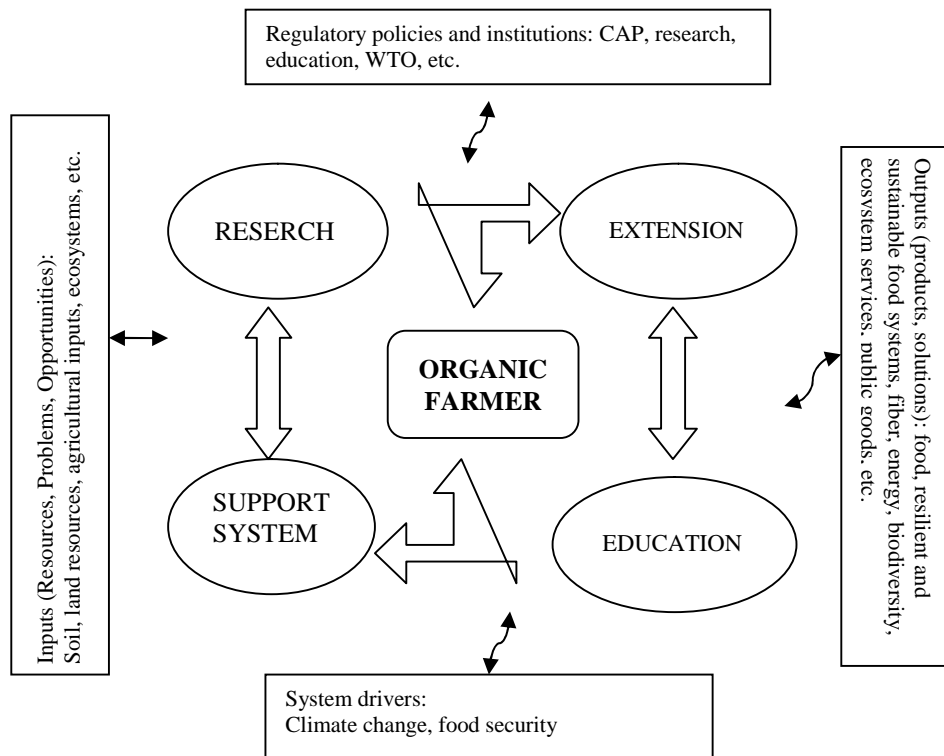 Regulatory policies and institutions: CAP, research,
education, WTO, etc.
Inputs (Resources, Problems, Opportunities):
Soil, land resources, agricultural inputs, ecosystems, etc.
RESERCH
EXTENSION
ORGANIC
FARMER
SUPPORT
SYSTEM
EDUCATION
Outputs (products, solutions): food, resilient and
sustainable food systems, fiber, energy, biodiversity,
ecosystem services, public goods, etc.
System drivers:
Climate change, food security